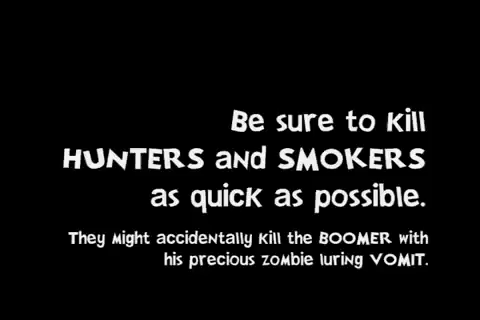 Be sure to kill
HUNTERS and SMOKERS
as quick as possible.
They might accidentally kill the BOOMER with
his precious zombie luring VOMIT.